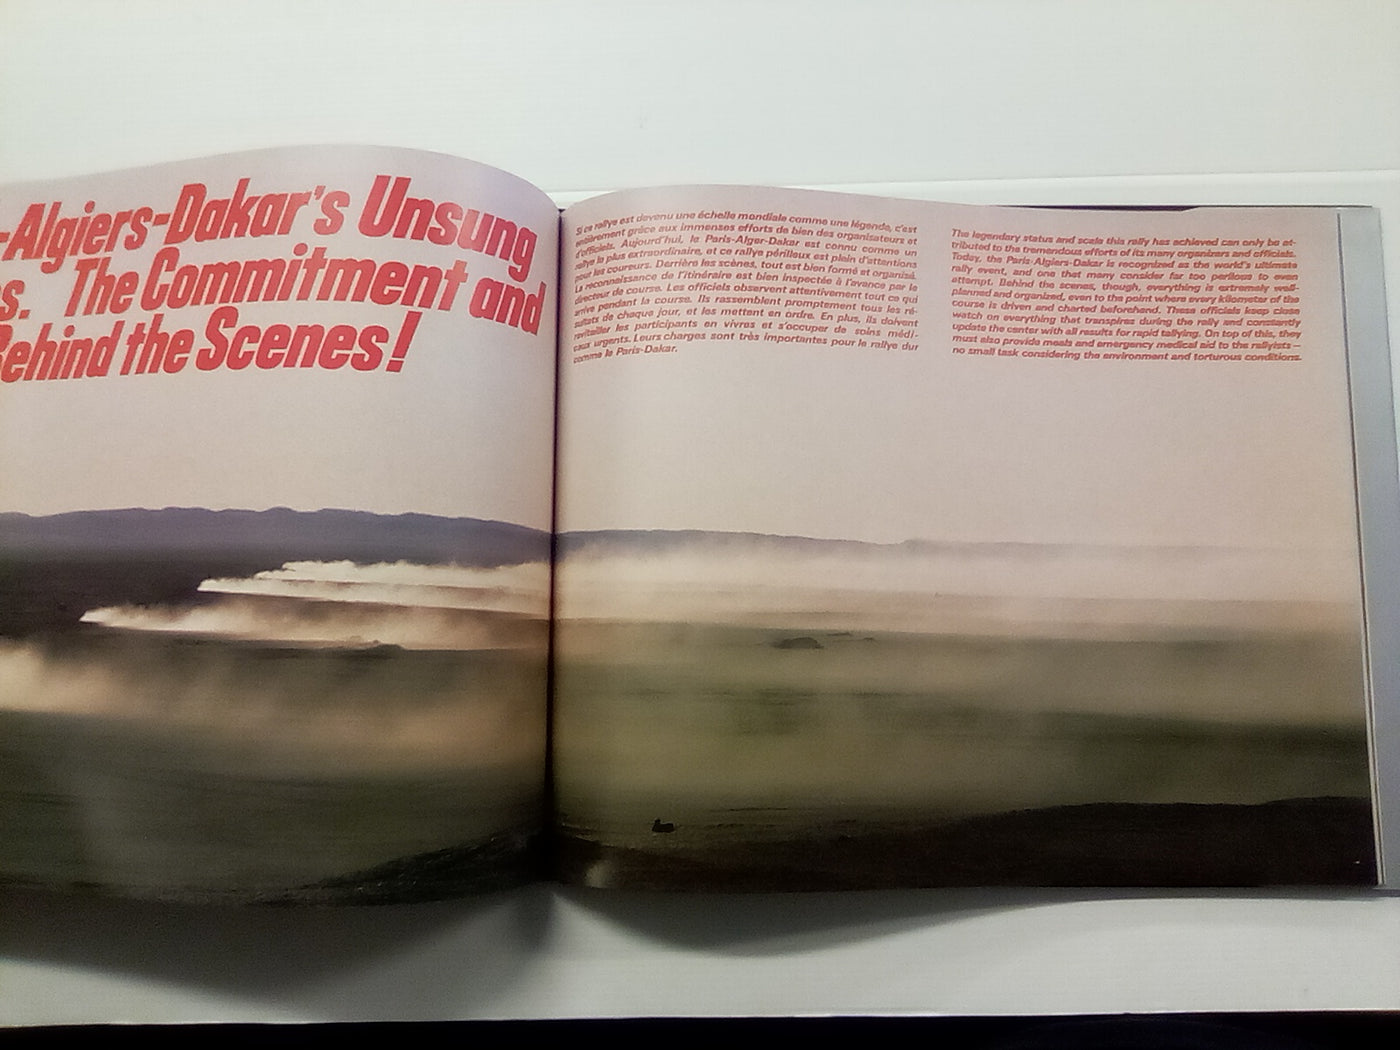 -Algiers-Dakar's Unsung
s. The Commitment and
Behind the Scenes!
Si ce rallye est devenu une échelle mondiale comme une légende, c'est
entièrement grâce aux immenses efforts de bien des organisateurs et
d'officiels. Aujourd'hui, le Paris-Alger-Dakar est connu comme un
rallye le plus extraordinaire, et ce rallye périlleux est plein d'attentions
pour les coureurs. Derrière les scènes, tout est bien formé et organisé.
La reconnaissance de l'itinéraire est bien inspectée à l'avance par le
directeur de course. Les officiels observent attentivement tout ce qui
arrive pendant la course. Ils rassemblent promptement tous les ré-
sultats de chaque jour, et les mettent en ordre. En plus, ils doivent
ravitailler les participants en vivres et s'occuper de soins médi-
caux urgents. Leurs charges sont très importantes pour le rallye dur
comme le Paris-Dakar.
The legendary status and scale this rally has achieved can only be at-
tributed to the tremendous efforts of its many organizers and officials.
Today, the Paris-Algiers-Dakar is recognized as the world's ultimate
rally event, and one that many consider far too perilous to even
attempt. Behind the scenes, though, everything is extremely well-
planned and organized, even to the point where every kilometer of the
course is driven and charted beforehand. These officials keep close
watch on everything that transpires during the rally and constantly
update the center with all results for rapid tallying. On top of this, they
must also provide meals and emergency medical aid to the rallyists—
no small task considering the environment and torturous conditions.